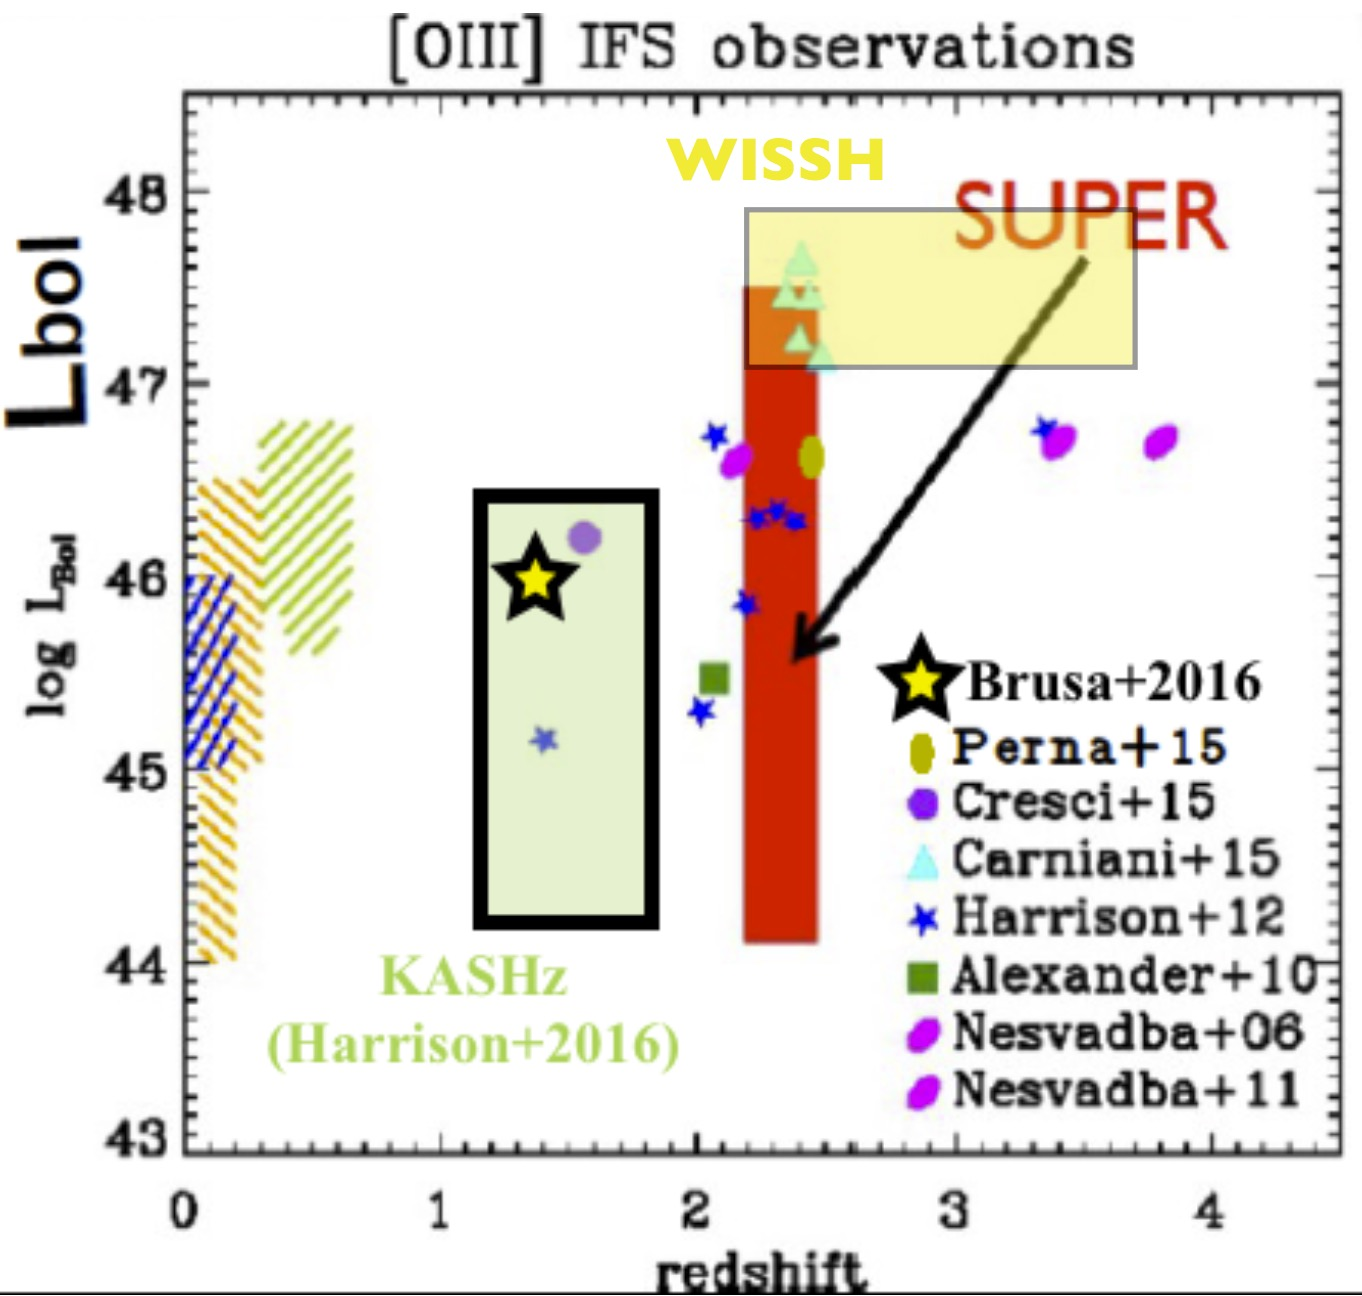 [OIII] IFS observations
WISSH
SUPER
48
47
46
45
44
43
Lbol
log L_Bol
Brusa+2016
Perna+15
Cresci+15
Carniani+15
Harrison+12
Alexander+10
Nesvadba+06
Nesvadba+11
KASHz
(Harrison+2016)
0 1 2 3 4
redshift